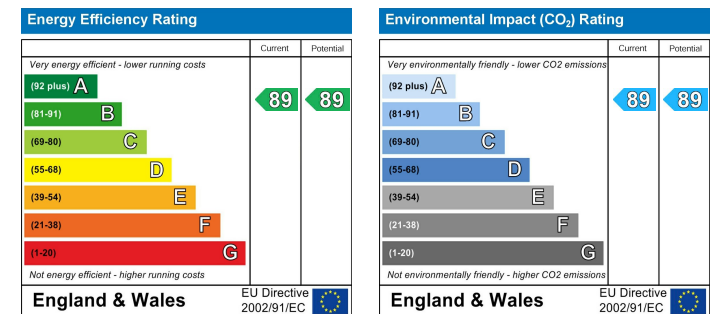 Energy Efficiency Rating
Current Potential
Very energy efficient - lower running costs
(92 plus) A
(81-91) B
89 89
(69-80) C
(55-68) D
(39-54) E
(21-38) F
(1-20) G
Not energy efficient - higher running costs
England & Wales
EU Directive
2002/91/EC
Environmental Impact (CO₂) Rating
Current Potential
Very environmentally friendly - lower CO2 emissions
(92 plus) A
(81-91) B
89 89
(69-80) C
(55-68) D
(39-54) E
(21-38) F
(1-20) G
Not environmentally friendly - higher CO2 emissions
England & Wales
EU Directive
2002/91/EC